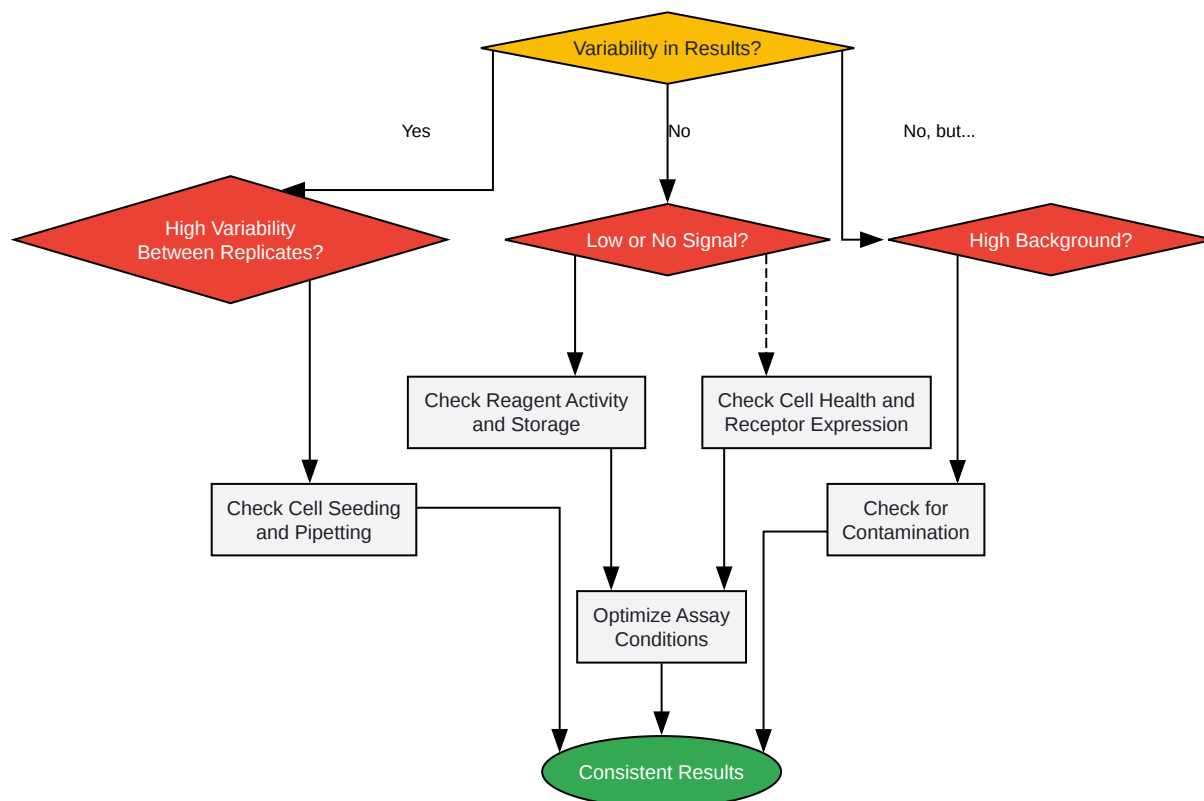 Variability in Results?
Yes
No
No, but...
High Variability
Between Replicates?
Low or No Signal?
High Background?
Check Reagent Activity
and Storage
Check Cell Health and
Receptor Expression
Check Cell Seeding
and Pipetting
Check for
Contamination
Optimize Assay
Conditions
Consistent Results